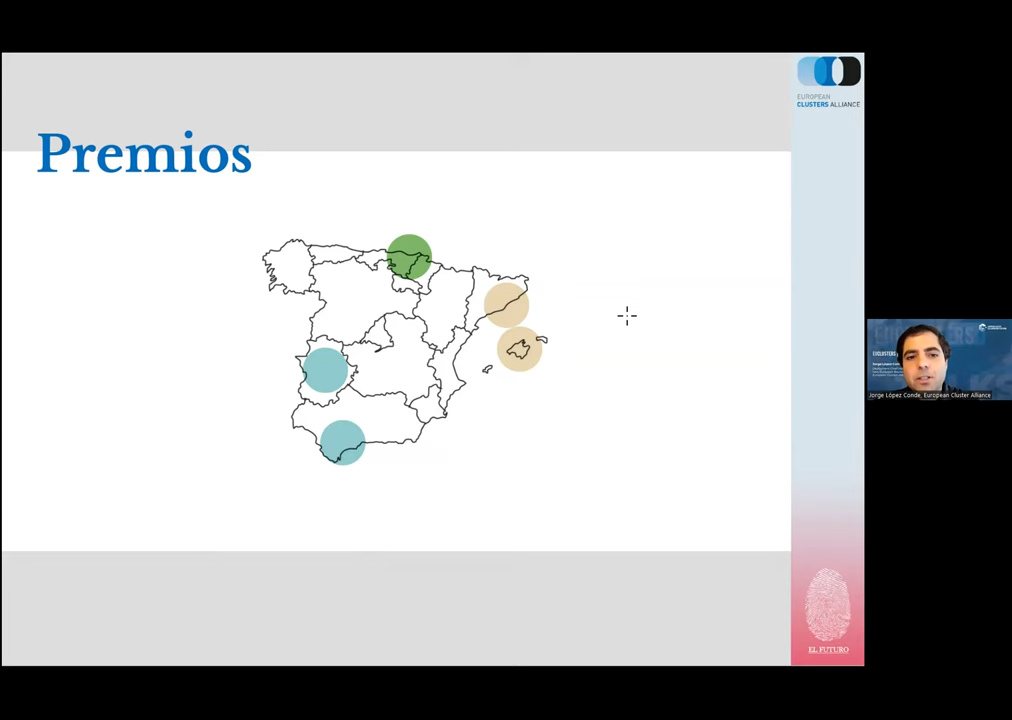 Premios
EUROPEAN
CLUSTERS ALLIANCE
EL FUTURO
Jorge López Conde, European Cluster Alliance